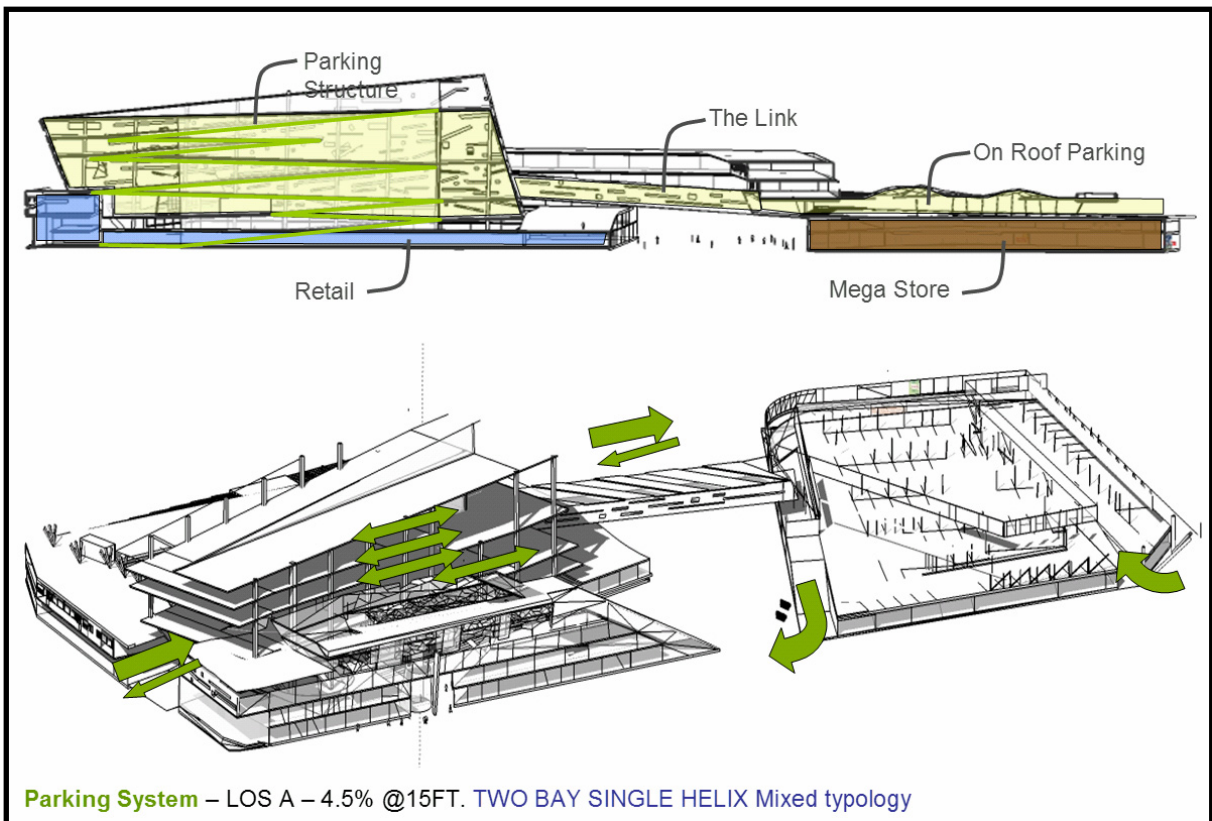 Parking
Structure
The Link
On Roof Parking
Retail
Mega Store
Parking System – LOS A – 4.5% @15FT. TWO BAY SINGLE HELIX Mixed typology